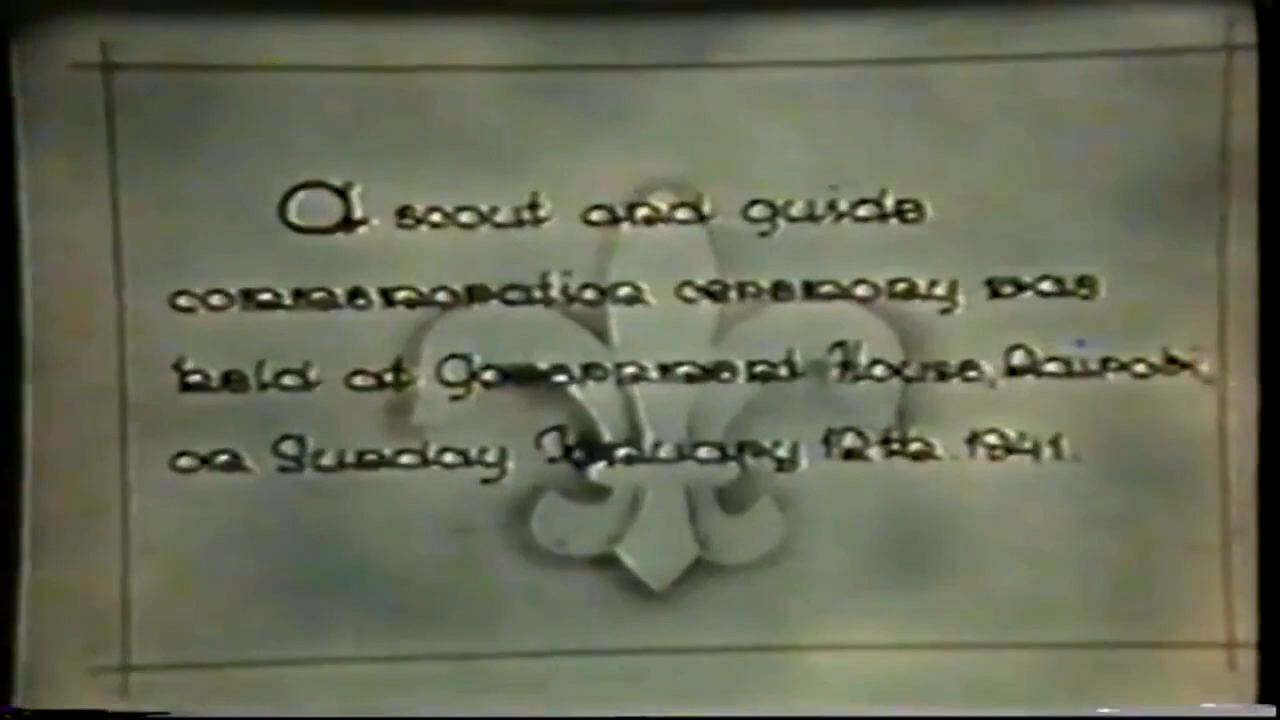 A scout and guide
commemoration ceremony was
held at Government House, Nairobi,
on Sunday January 12th 1941.